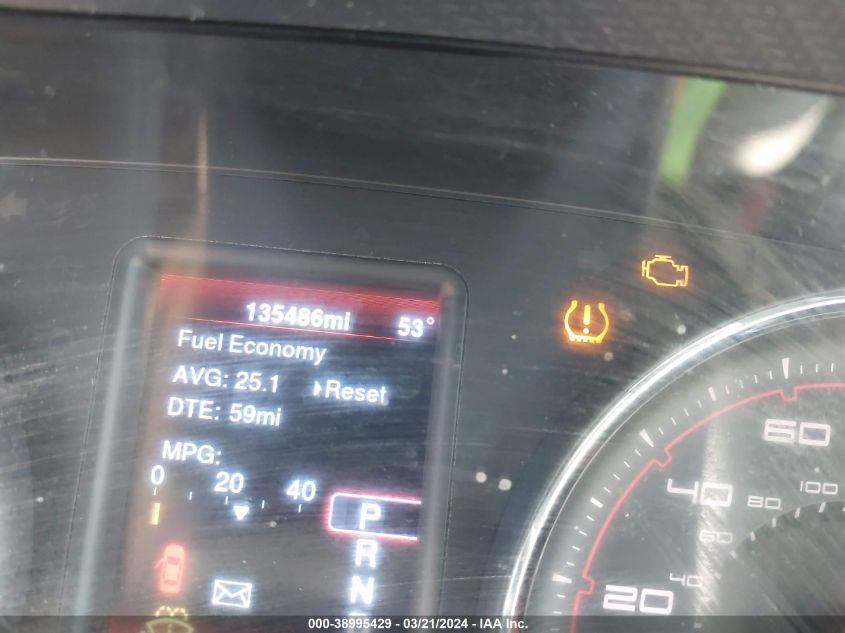 135486mi 53°
Fuel Economy
AVG: 25.1 Reset
DTE: 59mi
MPG:
0 20 40
P
R
N
60
40
100
80
60
40
20
000-38995429 - 03/21/2024 - IAA Inc.